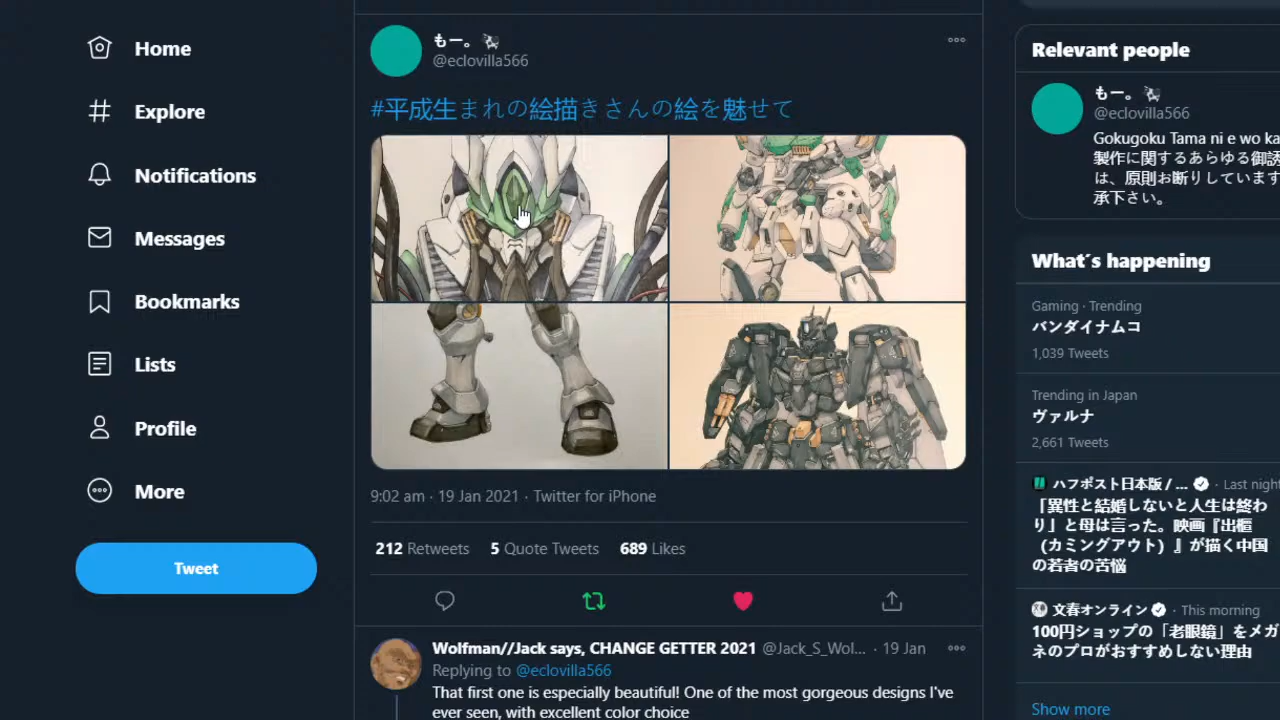 Home
Explore
Notifications
Messages
Bookmarks
Lists
Profile
More
Tweet
もー。
@eclovilla566
#平成生まれの絵描きさんの絵を魅せて
9:02 am · 19 Jan 2021 · Twitter for iPhone
212 Retweets 5 Quote Tweets 689 Likes
Wolfman//Jack says, CHANGE GETTER 2021 @Jack_S_Wol... · 19 Jan
Replying to @eclovilla566
That first one is especially beautiful! One of the most gorgeous designs I've
ever seen, with excellent color choice
Relevant people
もー。
@eclovilla566
Gokugoku Tama ni e wo ka
製作に関するあらゆる御誘
は、原則お断りしています
承下さい。
What's happening
Gaming · Trending
バンダイナムコ
1,039 Tweets
Trending in Japan
ヴァルナ
2,661 Tweets
ハフポスト日本版 / ... · Last night
「異性と結婚しないと人生は終わ
り」と母は言った。映画『出櫃
（カミングアウト）』が描く中国
の若者の苦悩
文春オンライン · This morning
100円ショップの「老眼鏡」をメガ
ネのプロがおすすめしない理由
Show more